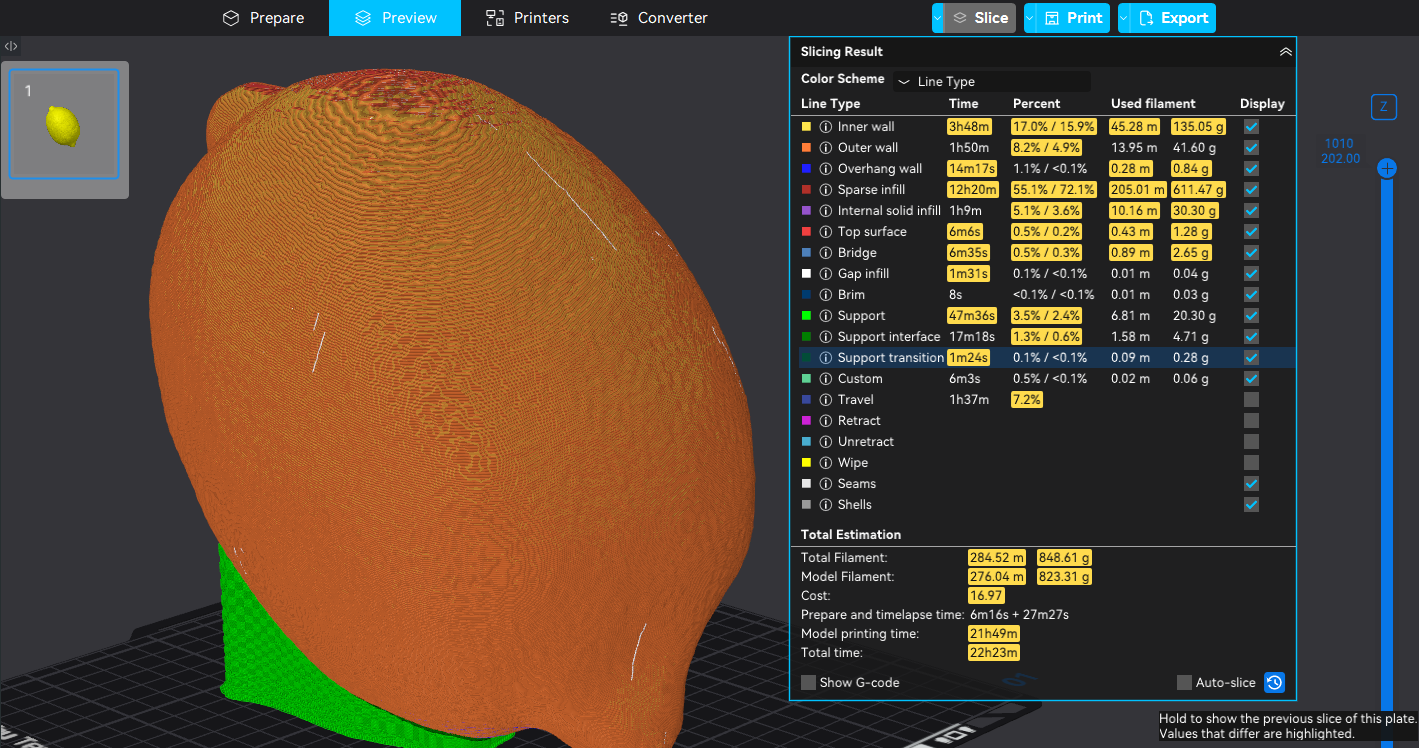 Prepare Preview Printers Converter Slice Print Export
Slicing Result
1
Color Scheme Line Type
Z
Line Type Time Percent Used filament Display
Inner wall 3h48m 17.0% / 15.9% 45.28 m 135.05 g
1010
Outer wall 1h50m 8.2% / 4.9% 13.95 m 41.60 g
202.00
Overhang wall 14m17s 1.1% / <0.1% 0.28 m 0.84 g
Sparse infill 12h20m 55.1% / 72.1% 205.01 m 611.47 g
Internal solid infill 1h9m 5.1% / 3.6% 10.16 m 30.30 g
Top surface 6m6s 0.5% / 0.2% 0.43 m 1.28 g
Bridge 6m35s 0.5% / 0.3% 0.89 m 2.65 g
Gap infill 1m31s 0.1% / <0.1% 0.01 m 0.04 g
Brim 8s <0.1% / <0.1% 0.01 m 0.03 g
Support 47m36s 3.5% / 2.4% 6.81 m 20.30 g
Support interface 17m18s 1.3% / 0.6% 1.58 m 4.71 g
Support transition 1m24s 0.1% / <0.1% 0.09 m 0.28 g
Custom 6m3s 0.5% / <0.1% 0.02 m 0.06 g
Travel 1h37m 7.2%
Retract
Unretract
Wipe
Seams
Shells
Total Estimation
Total Filament: 284.52 m 848.61 g
Model Filament: 276.04 m 823.31 g
Cost: 16.97
Prepare and timelapse time: 6m16s + 27m27s
Model printing time: 21h49m
Total time: 22h23m
Show G-code Auto-slice
Hold to show the previous slice of this plate.
Values that differ are highlighted.